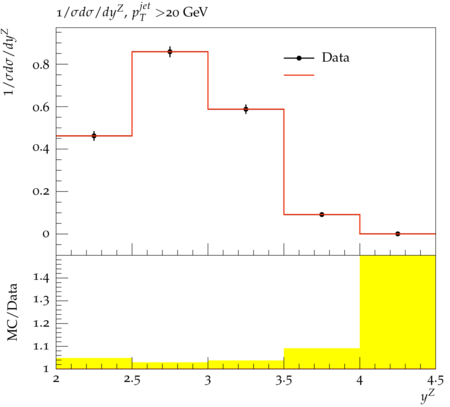 1/σdσ/dy^Z, p_T^jet >20 GeV
1/σdσ/dy^Z
Data
0.8
0.6
0.4
0.2
0
MC/Data
1.4
1.3
1.2
1.1
1
2 2.5 3 3.5 4 4.5
y^Z